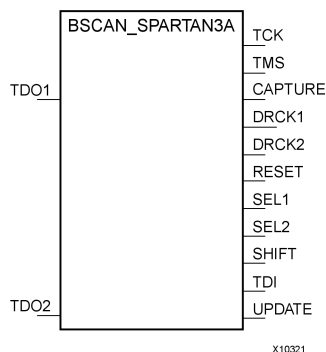 BSCAN_SPARTAN3A
TCK
TMS
TDO1
CAPTURE
DRCK1
DRCK2
RESET
SEL1
SEL2
SHIFT
TDI
TDO2
UPDATE
X10321